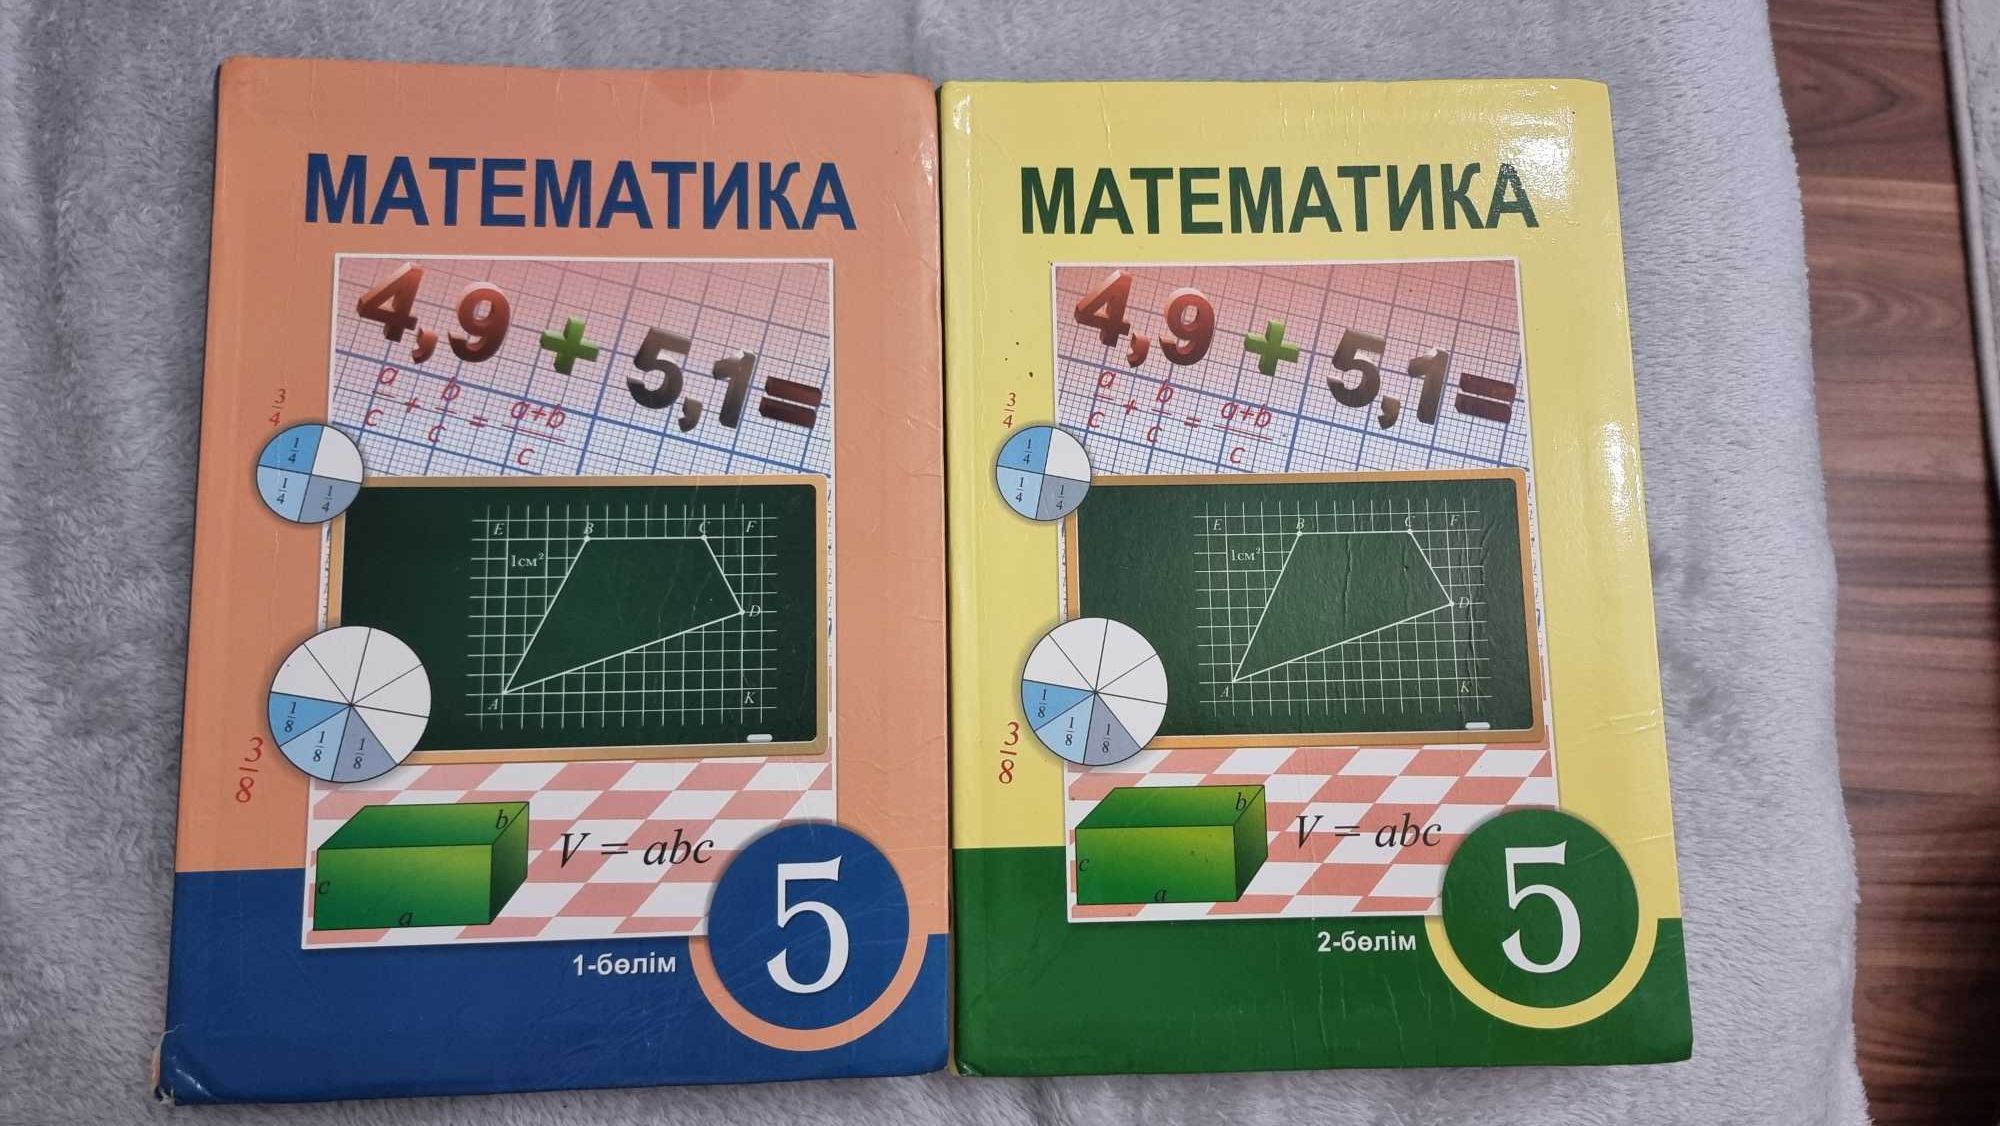 МАТЕМАТИКА
4,9 + 5,1=
a/c + b/c = a+b/c
3/4
1/4
1/4
1/4
E B C F
1см²
D
A K
1/8
1/8
1/8
3/8
b
c
a
V = abc
1-бөлім
5
МАТЕМАТИКА
4,9 + 5,1=
a/c + b/c = a+b/c
3/4
1/4
1/4
1/4
E B C F
1см²
D
A K
1/8
1/8
1/8
3/8
b
c
a
V = abc
2-бөлім
5